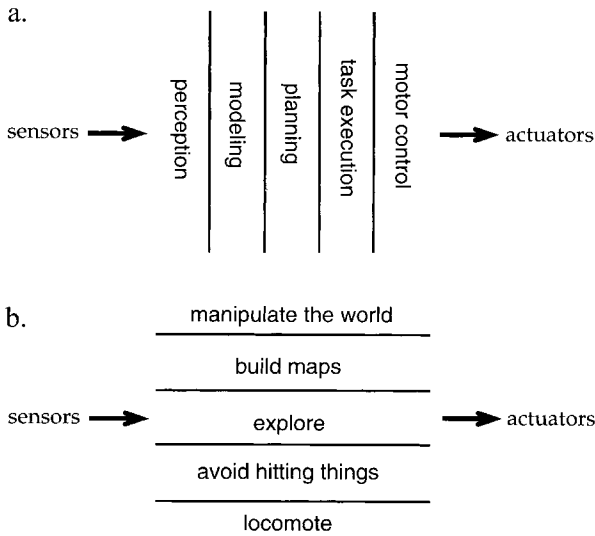 a.
sensors
perception
modeling
planning
task execution
motor control
actuators
b.
manipulate the world
build maps
sensors
explore
actuators
avoid hitting things
locomote